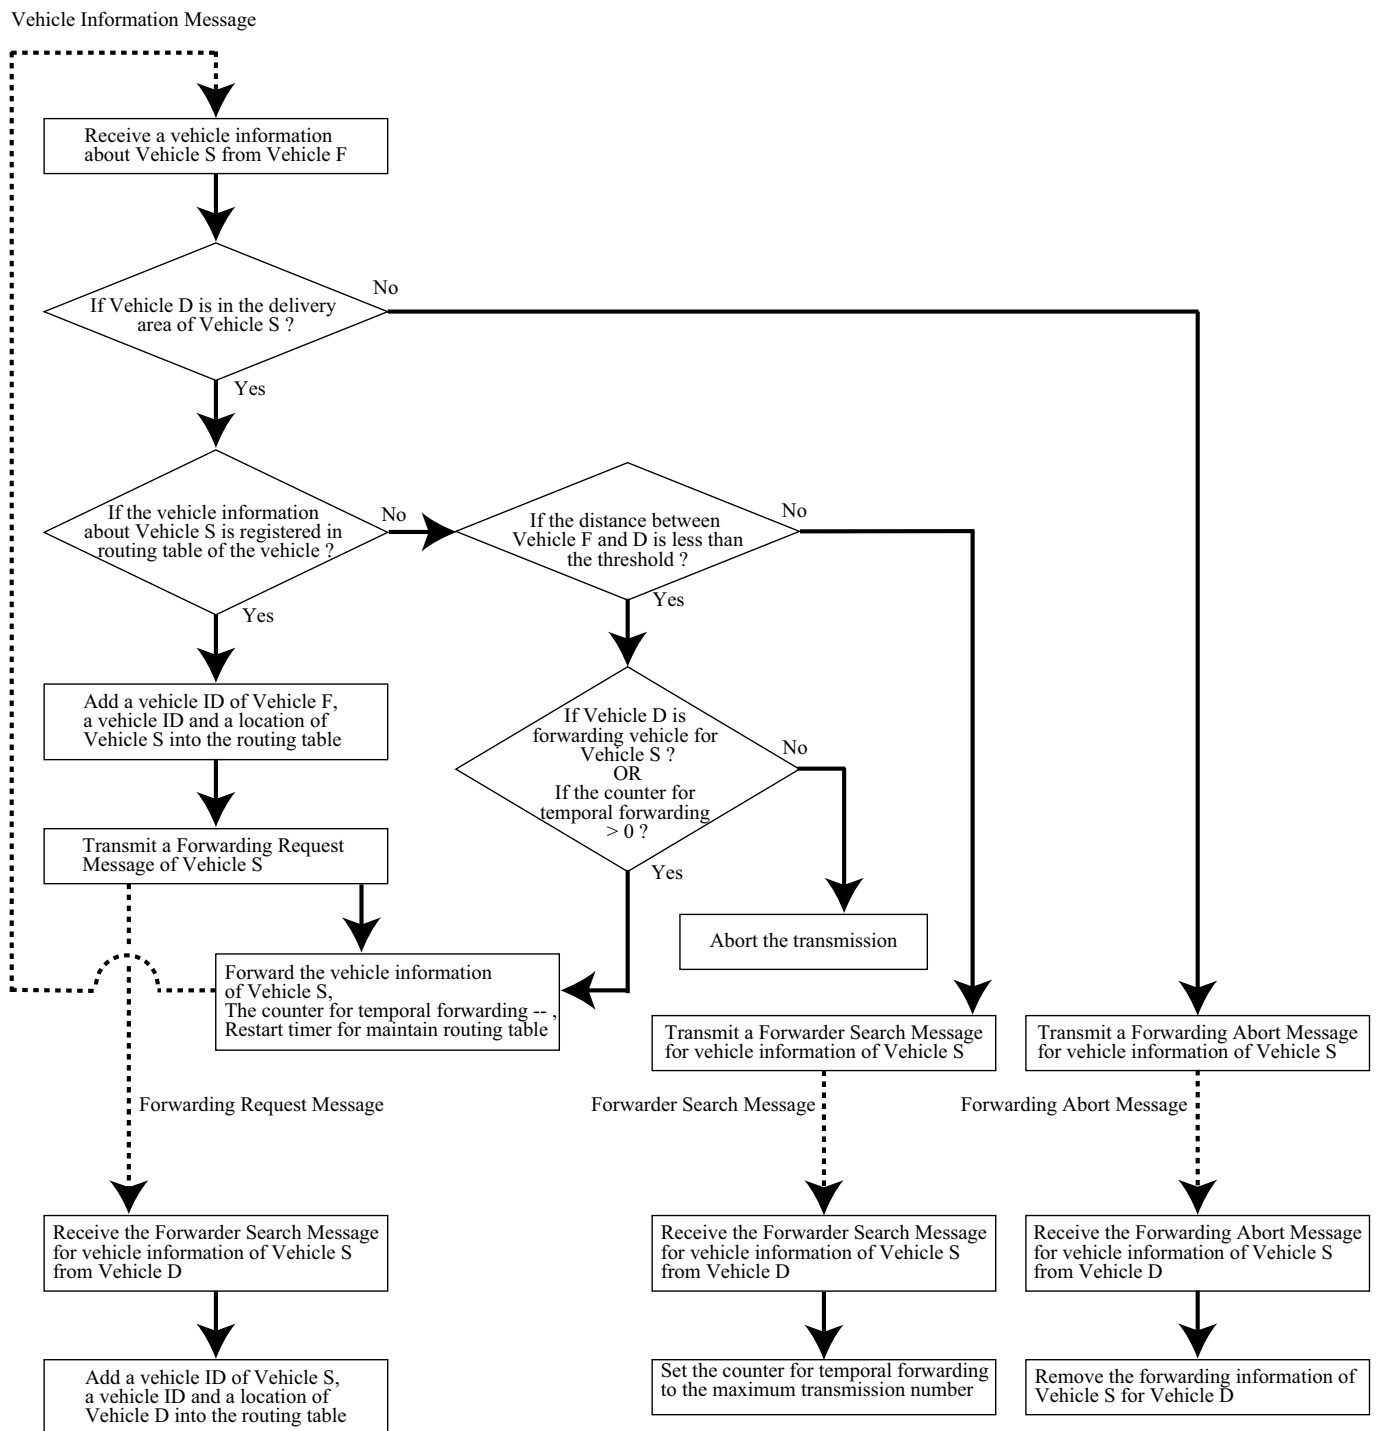 Vehicle Information Message
Receive a vehicle information
about Vehicle S from Vehicle F
No
If Vehicle D is in the delivery
area of Vehicle S ?
Yes
If the vehicle information
about Vehicle S is registered in
routing table of the vehicle ?
No
If the distance between
Vehicle F and D is less than
the threshold ?
No
Yes
Yes
Add a vehicle ID of Vehicle F,
a vehicle ID and a location of
Vehicle S into the routing table
If Vehicle D is
forwarding vehicle for
Vehicle S ?
OR
If the counter for
temporal forwarding
> 0 ?
No
Yes
Transmit a Forwarding Request
Message of Vehicle S
Abort the transmission
Forward the vehicle information
of Vehicle S,
The counter for temporal forwarding -- ,
Restart timer for maintain routing table
Transmit a Forwarder Search Message
for vehicle information of Vehicle S
Transmit a Forwarding Abort Message
for vehicle information of Vehicle S
Forwarding Request Message
Forwarder Search Message
Forwarding Abort Message
Receive the Forwarder Search Message
for vehicle information of Vehicle S
from Vehicle D
Receive the Forwarder Search Message
for vehicle information of Vehicle S
from Vehicle D
Receive the Forwarding Abort Message
for vehicle information of Vehicle S
from Vehicle D
Add a vehicle ID of Vehicle S,
a vehicle ID and a location of
Vehicle D into the routing table
Set the counter for temporal forwarding
to the maximum transmission number
Remove the forwarding information of
Vehicle S for Vehicle D